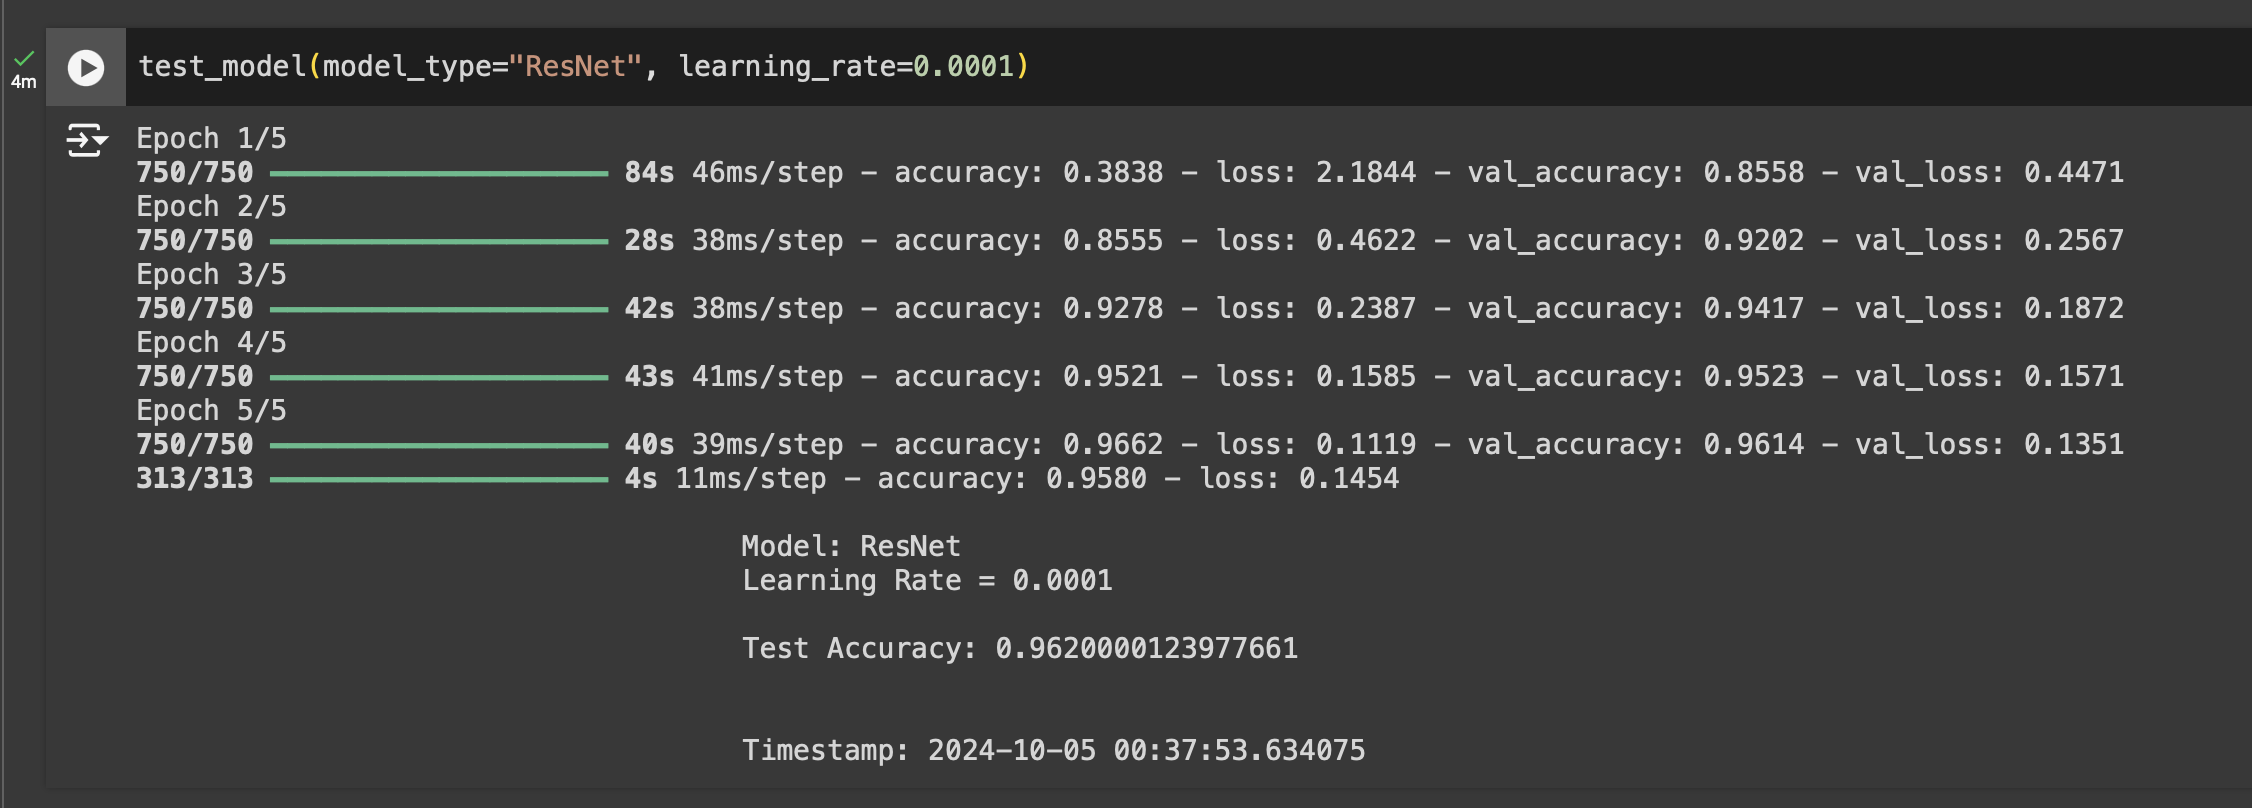 4m
test_model(model_type="ResNet", learning_rate=0.0001)
Epoch 1/5
750/750 ━━━━━━━━━━━━━━━━━━━━ 84s 46ms/step - accuracy: 0.3838 - loss: 2.1844 - val_accuracy: 0.8558 - val_loss: 0.4471
Epoch 2/5
750/750 ━━━━━━━━━━━━━━━━━━━━ 28s 38ms/step - accuracy: 0.8555 - loss: 0.4622 - val_accuracy: 0.9202 - val_loss: 0.2567
Epoch 3/5
750/750 ━━━━━━━━━━━━━━━━━━━━ 42s 38ms/step - accuracy: 0.9278 - loss: 0.2387 - val_accuracy: 0.9417 - val_loss: 0.1872
Epoch 4/5
750/750 ━━━━━━━━━━━━━━━━━━━━ 43s 41ms/step - accuracy: 0.9521 - loss: 0.1585 - val_accuracy: 0.9523 - val_loss: 0.1571
Epoch 5/5
750/750 ━━━━━━━━━━━━━━━━━━━━ 40s 39ms/step - accuracy: 0.9662 - loss: 0.1119 - val_accuracy: 0.9614 - val_loss: 0.1351
313/313 ━━━━━━━━━━━━━━━━━━━━ 4s 11ms/step - accuracy: 0.9580 - loss: 0.1454
Model: ResNet
Learning Rate = 0.0001
Test Accuracy: 0.9620000123977661
Timestamp: 2024-10-05 00:37:53.634075